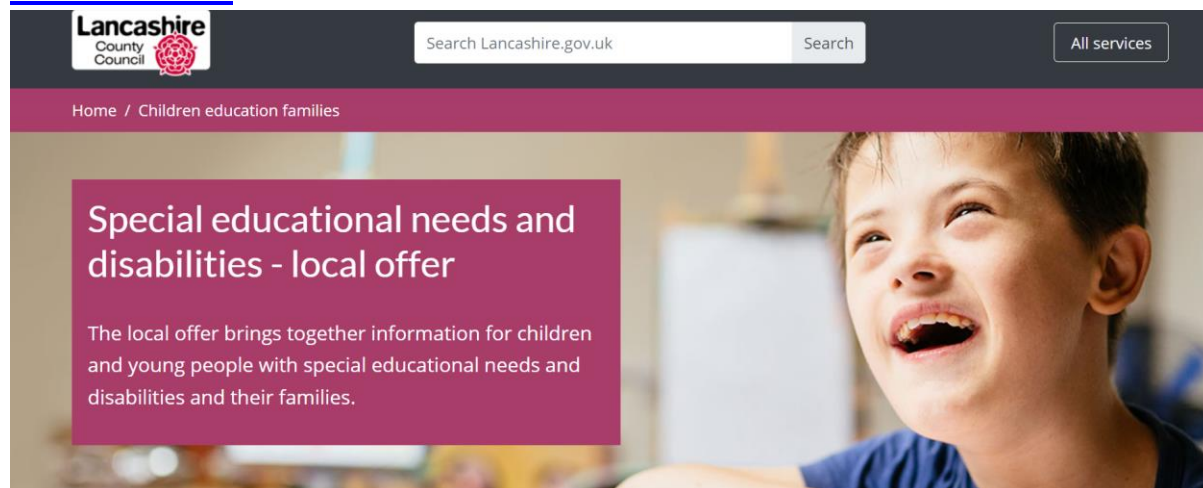 Lancashire
County
Council
Search Lancashire.gov.uk
Search
All services
Home / Children education families
Special educational needs and
disabilities - local offer
The local offer brings together information for children
and young people with special educational needs and
disabilities and their families.